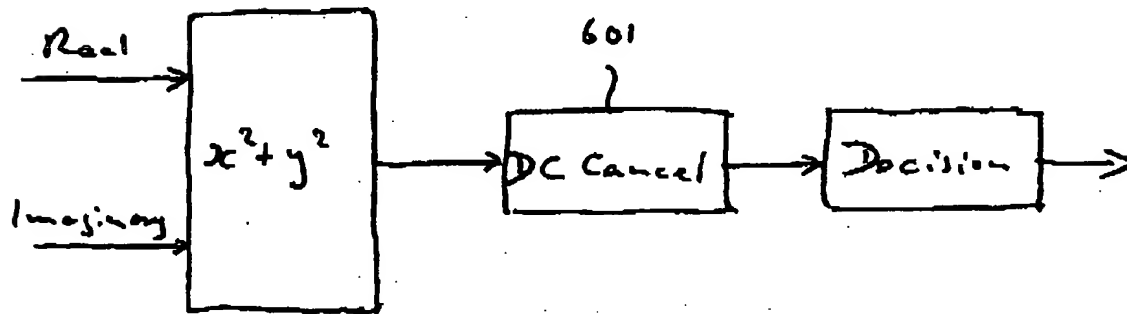 Real
601
x² + y²
DC Cancel
Decision
Imaginary